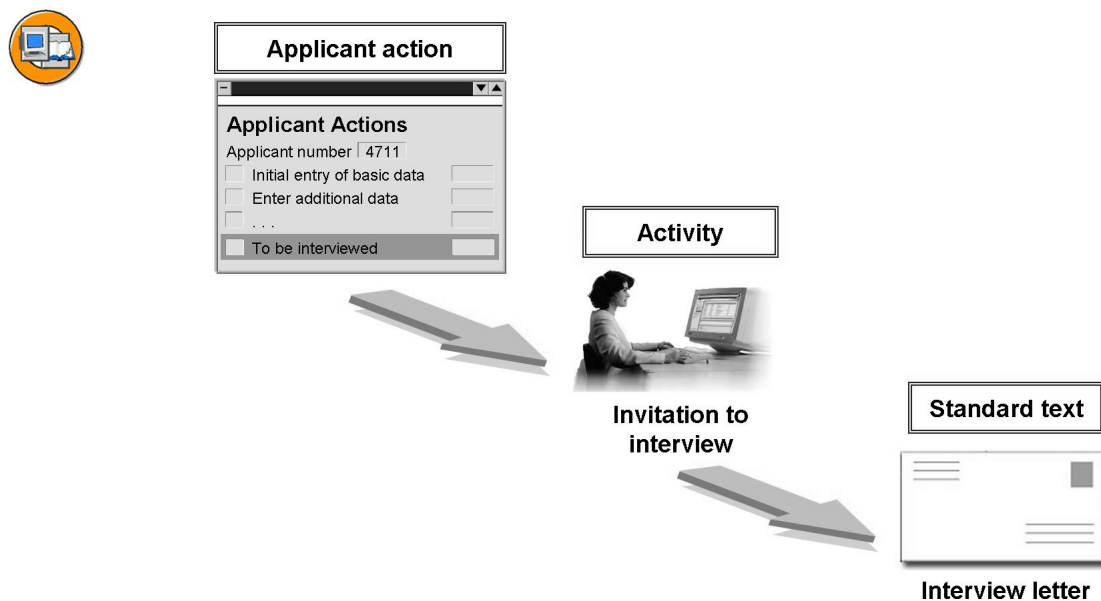 Applicant action
Applicant Actions
Applicant number 4711
Initial entry of basic data
Enter additional data
. . .
To be interviewed
Activity
Invitation to
interview
Standard text
Interview letter